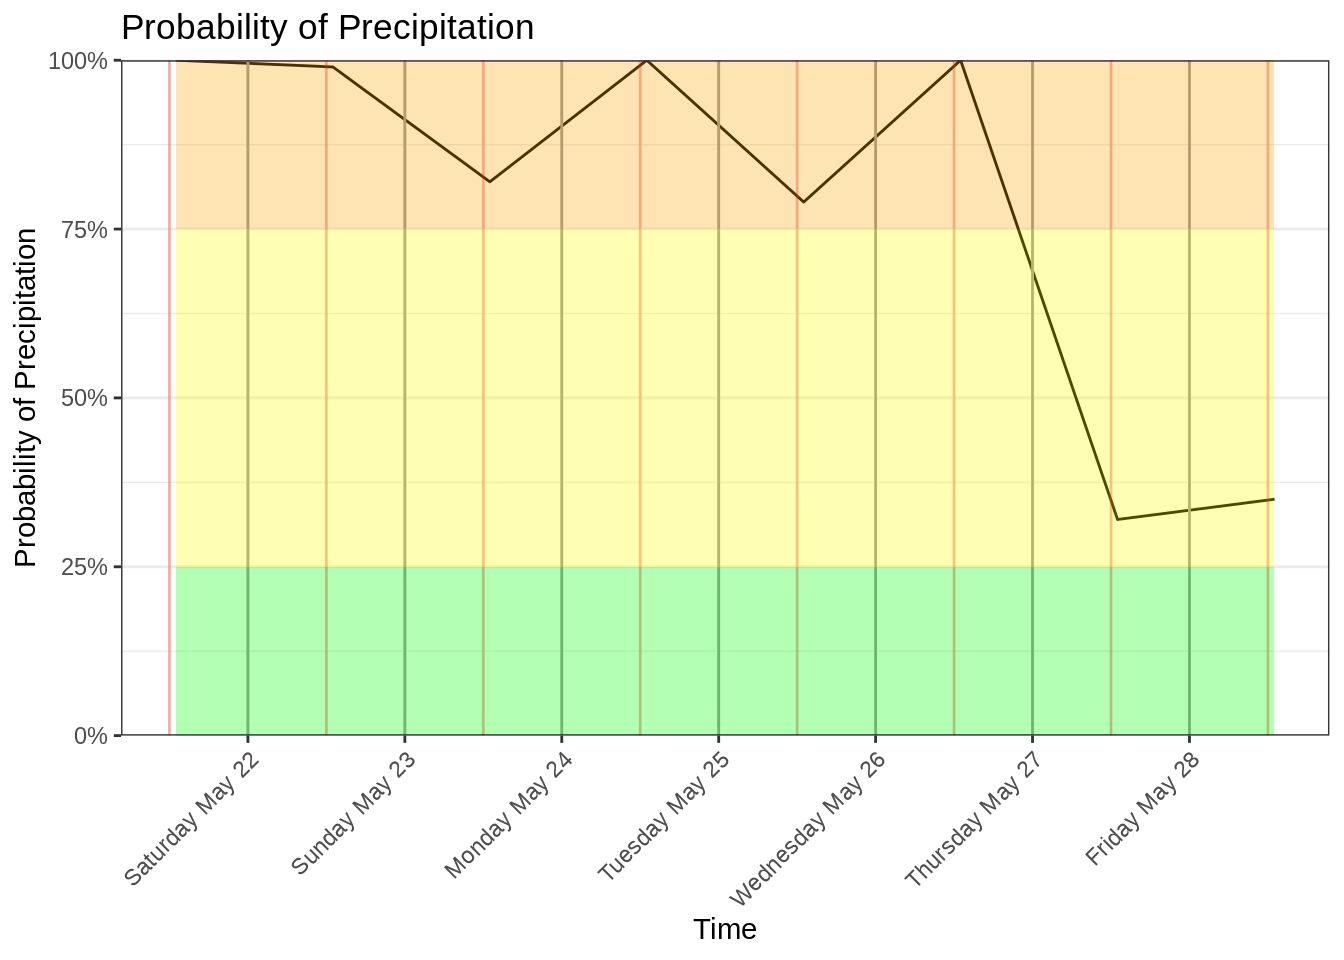 Probability of Precipitation
Probability of Precipitation
100%
75%
50%
25%
0%
Saturday May 22
Sunday May 23
Monday May 24
Tuesday May 25
Wednesday May 26
Thursday May 27
Friday May 28
Time